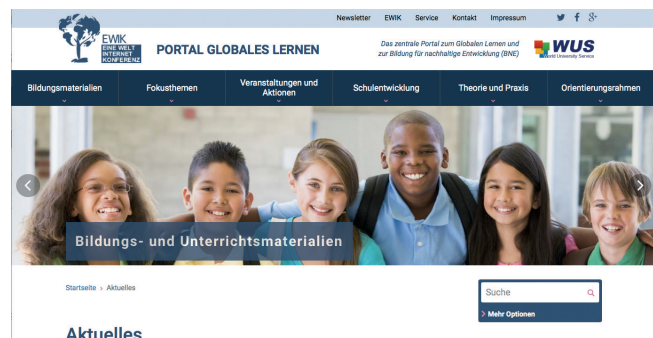 Newsletter EWIK Service Kontakt Impressum
EWIK
EINE WELT
INTERNET
KONFERENZ
PORTAL GLOBALES LERNEN
Das zentrale Portal zum Globalen Lernen und
zur Bildung für nachhaltige Entwicklung (BNE)
WUS
World University Service
Bildungsmaterialien
Fokusthemen
Veranstaltungen und
Aktionen
Schulentwicklung
Theorie und Praxis
Orientierungsrahmen
Bildungs- und Unterrichtsmaterialien
Startseite > Aktuelles
Suche
> Mehr Optionen
Aktuelles